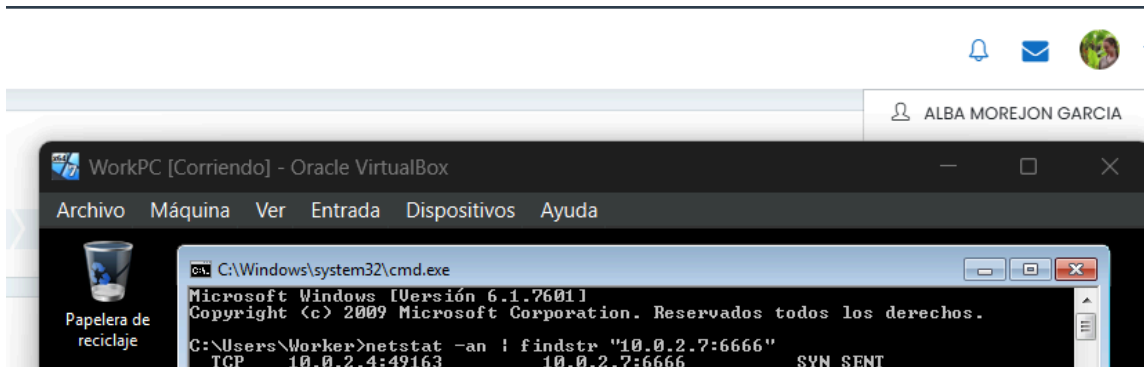 ALBA MOREJON GARCIA
WorkPC [Corriendo] - Oracle VirtualBox
Archivo Máquina Ver Entrada Dispositivos Ayuda
C:\Windows\system32\cmd.exe
Microsoft Windows [Versión 6.1.7601]
Copyright (c) 2009 Microsoft Corporation. Reservados todos los derechos.
Papelera de
reciclaje
C:\Users\Worker>netstat -an | findstr "10.0.2.7:6666"
TCP 10.0.2.4:49163 10.0.2.7:6666 SYN_SENT